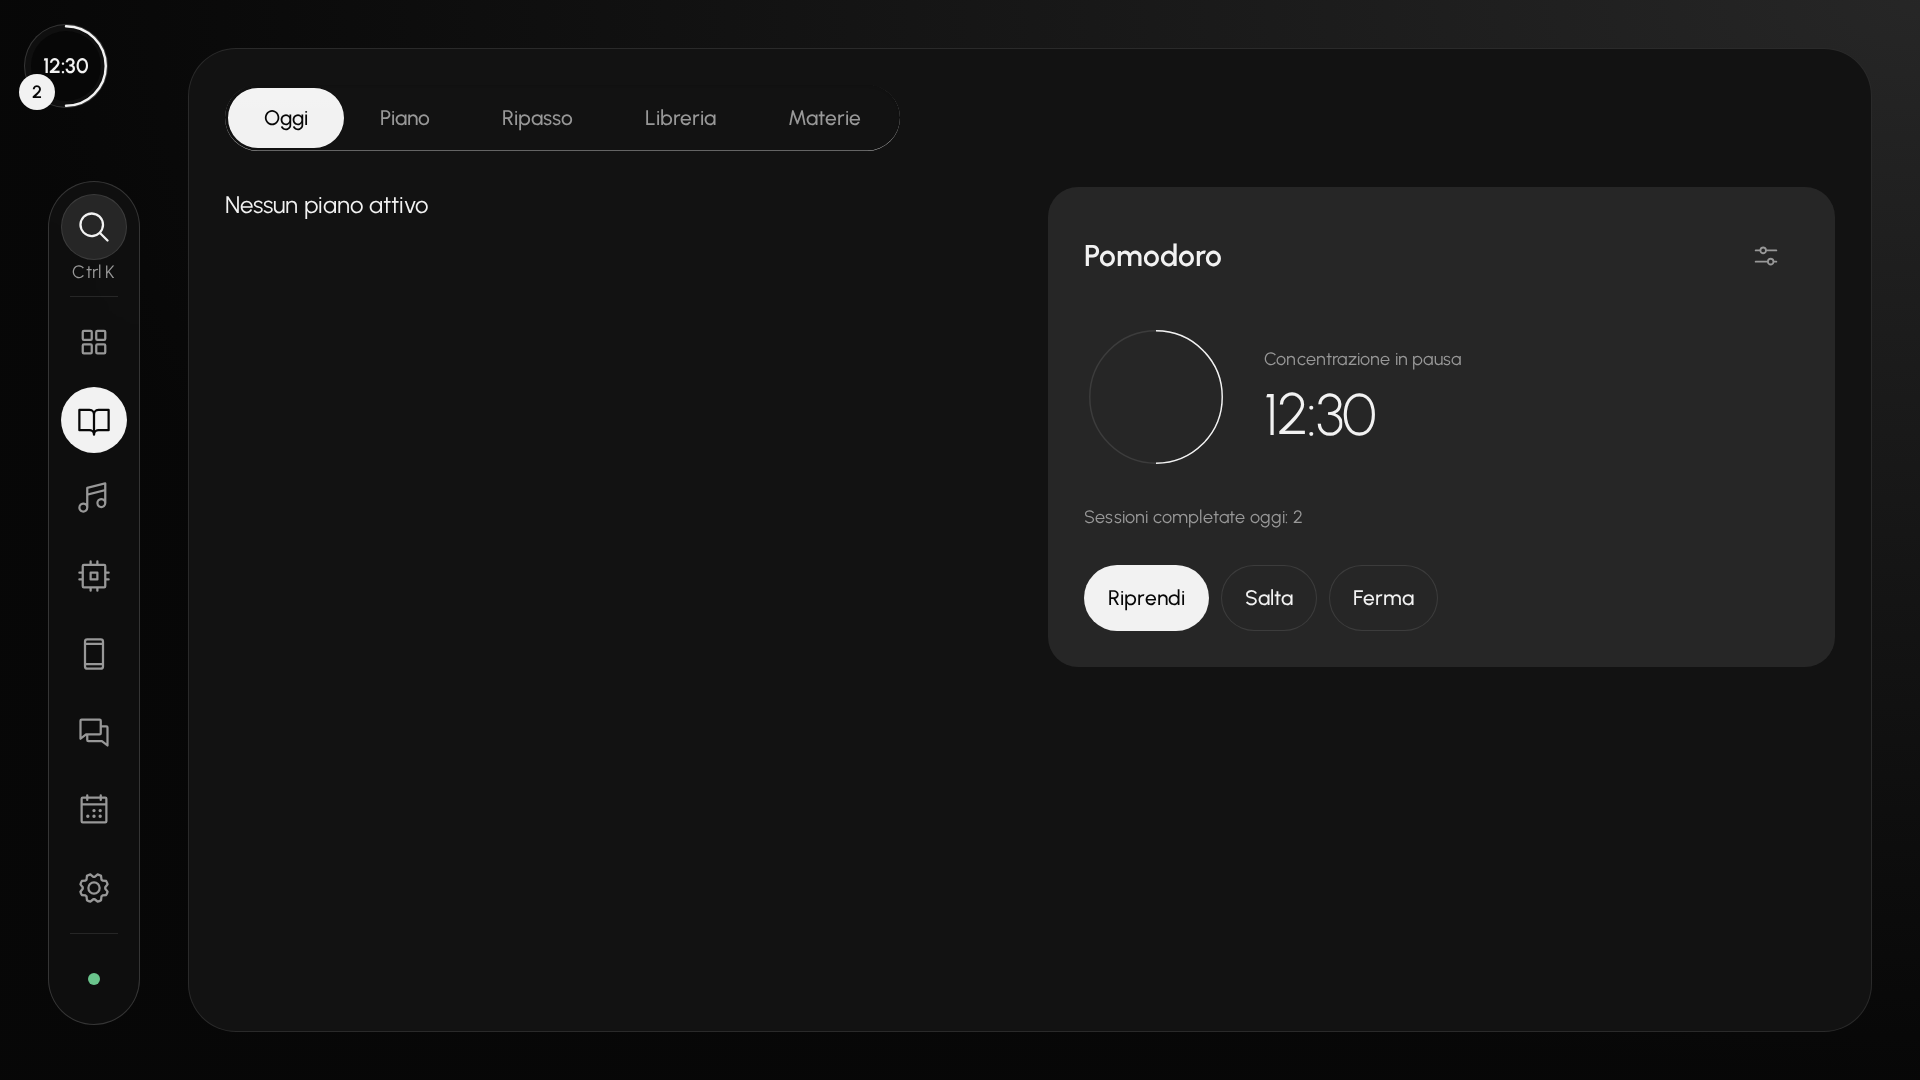 12:30
2
Ctrl K
Oggi
Piano
Ripasso
Libreria
Materie
Nessun piano attivo
Pomodoro
Concentrazione in pausa
12:30
Sessioni completate oggi: 2
Riprendi
Salta
Ferma